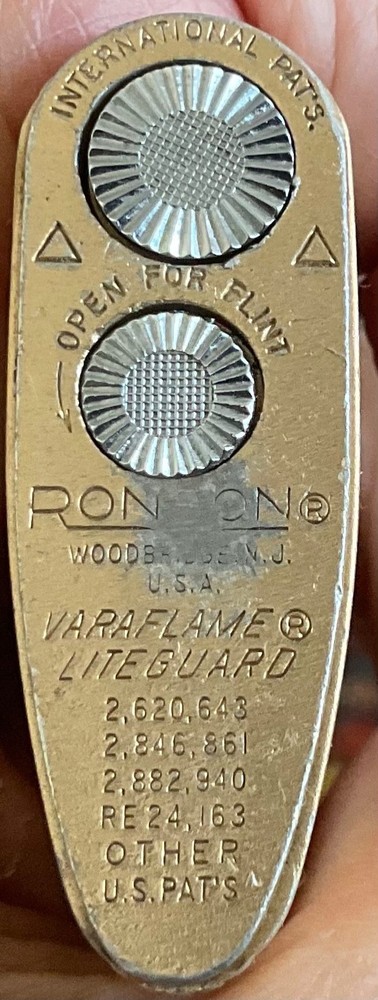 INTERNATIONAL PAT'S.
OPEN FOR FLINT
®
N.J.
U.S.A.
VARAFLAME ®
LITEGUARD
2,620,643
2,846,861
2,882,940
RE 24,163
OTHER
U.S. PAT'S